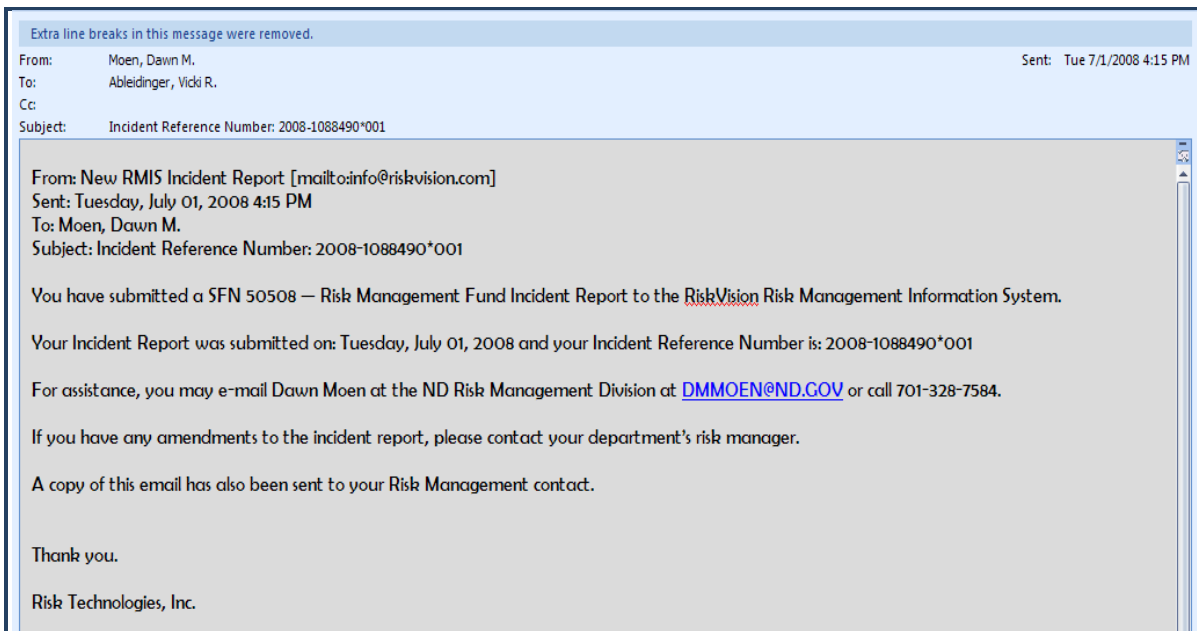 Extra line breaks in this message were removed.
From: Moen, Dawn M. Sent: Tue 7/1/2008 4:15 PM
To: Ableidinger, Vicki R.
Cc:
Subject: Incident Reference Number: 2008-1088490*001
From: New RMIS Incident Report [mailto:info@riskvision.com]
Sent: Tuesday, July 01, 2008 4:15 PM
To: Moen, Dawn M.
Subject: Incident Reference Number: 2008-1088490*001
You have submitted a SFN 50508 – Risk Management Fund Incident Report to the RiskVision Risk Management Information System.
Your Incident Report was submitted on: Tuesday, July 01, 2008 and your Incident Reference Number is: 2008-1088490*001
For assistance, you may e-mail Dawn Moen at the ND Risk Management Division at DMMOEN@ND.GOV or call 701-328-7584.
If you have any amendments to the incident report, please contact your department's risk manager.
A copy of this email has also been sent to your Risk Management contact.
Thank you.
Risk Technologies, Inc.